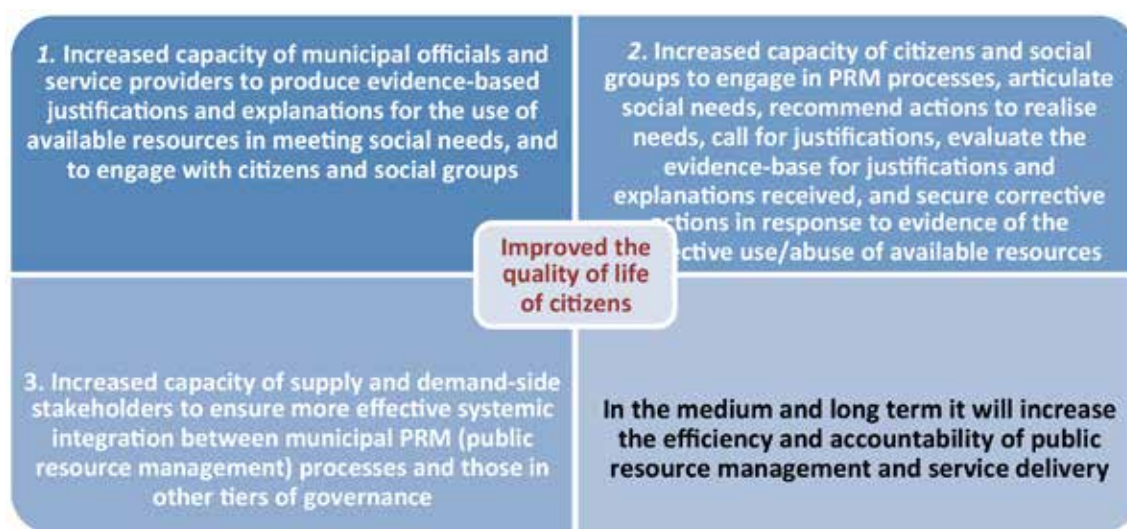 1. Increased capacity of municipal officials and
service providers to produce evidence-based
justifications and explanations for the use of
available resources in meeting social needs, and
to engage with citizens and social groups
2. Increased capacity of citizens and social
groups to engage in PRM processes, articulate
social needs, recommend actions to realise
needs, call for justifications, evaluate the
evidence-base for justifications and
explanations received, and secure corrective
actions in response to evidence of the
use/abuse of available resources
Improved the
quality of life
of citizens
3. Increased capacity of supply and demand-side
stakeholders to ensure more effective systemic
integration between municipal PRM (public
resource management) processes and those in
other tiers of governance
In the medium and long term it will increase
the efficiency and accountability of public
resource management and service delivery